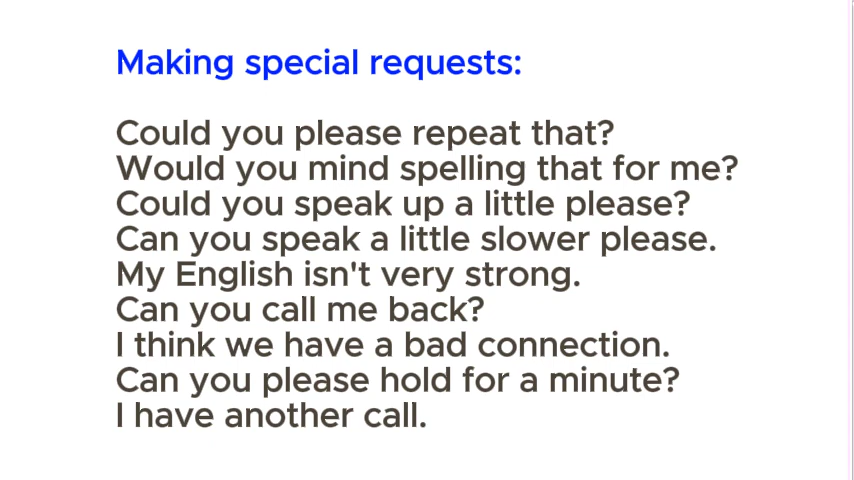 Making special requests:
Could you please repeat that?
Would you mind spelling that for me?
Could you speak up a little please?
Can you speak a little slower please.
My English isn't very strong.
Can you call me back?
I think we have a bad connection.
Can you please hold for a minute?
I have another call.